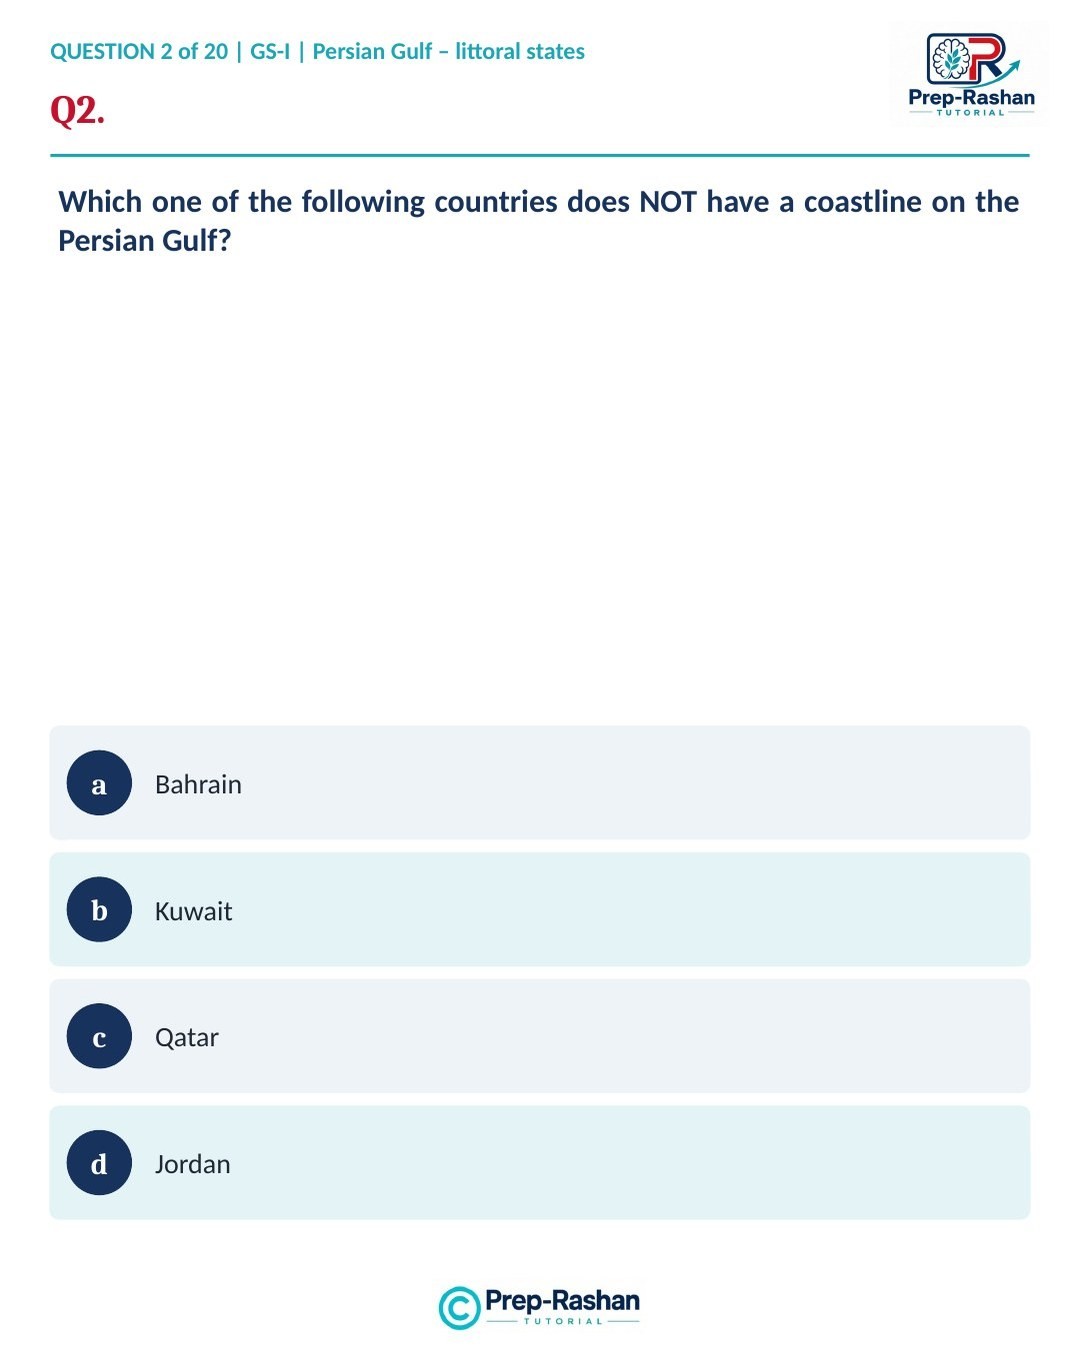 QUESTION 2 of 20 | GS-I | Persian Gulf – littoral states
Prep-Rashan
TUTORIAL
Q2.
Which one of the following countries does NOT have a coastline on the
Persian Gulf?
a Bahrain
b Kuwait
c Qatar
d Jordan
© Prep-Rashan
TUTORIAL